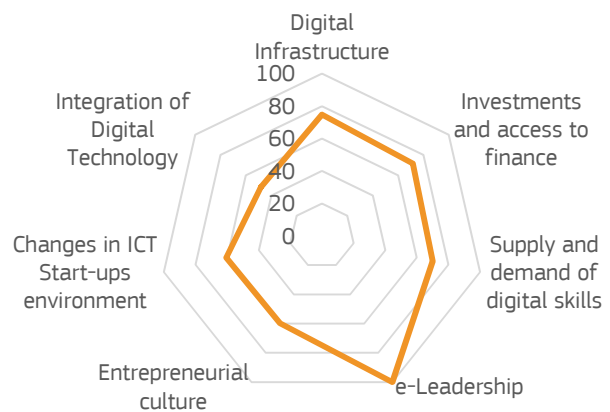 Digital
Infrastructure
100
80
60
40
20
0
Investments
and access to
finance
Supply and
demand of
digital skills
e-Leadership
Entrepreneurial
culture
Changes in ICT
Start-ups
environment
Integration of
Digital
Technology